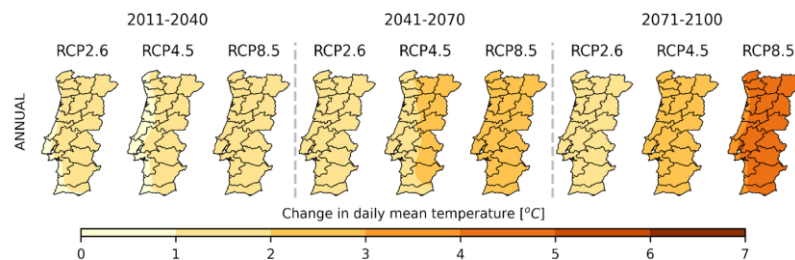 2011-2040 2041-2070 2071-2100
RCP2.6 RCP4.5 RCP8.5 RCP2.6 RCP4.5 RCP8.5 RCP2.6 RCP4.5 RCP8.5
ANNUAL
Change in daily mean temperature [°C]
0 1 2 3 4 5 6 7